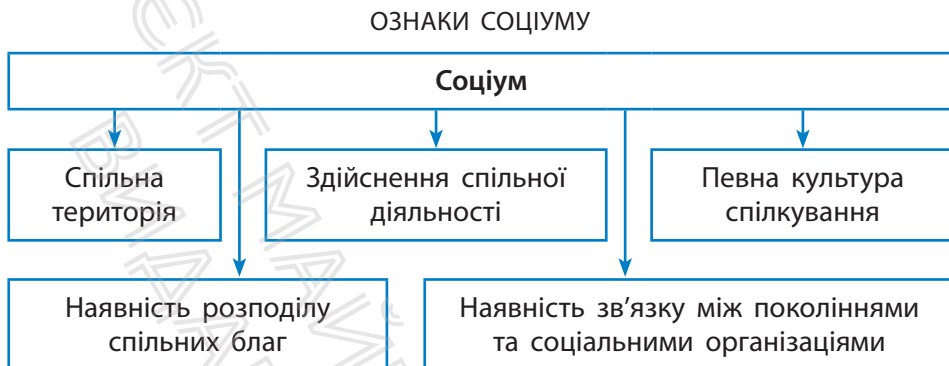 ОЗНАКИ СОЦІУМУ
Соціум
Спільна
територія
Здійснення спільної
діяльності
Певна культура
спілкування
Наявність розподілу
спільних благ
Наявність зв'язку між поколіннями
та соціальними організаціями